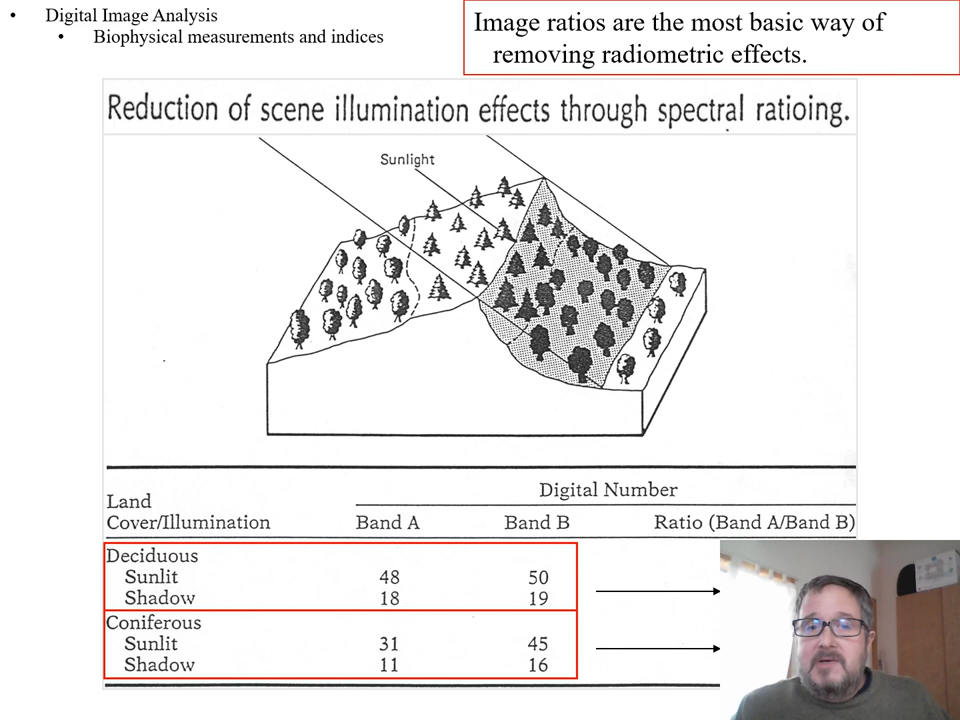 • Digital Image Analysis
• Biophysical measurements and indices
Image ratios are the most basic way of
removing radiometric effects.
Reduction of scene illumination effects through spectral ratioing.
Sunlight
Digital Number
Land
Cover/Illumination Band A Band B Ratio (Band A/Band B)
Deciduous
Sunlit 48 50
Shadow 18 19
Coniferous
Sunlit 31 45
Shadow 11 16